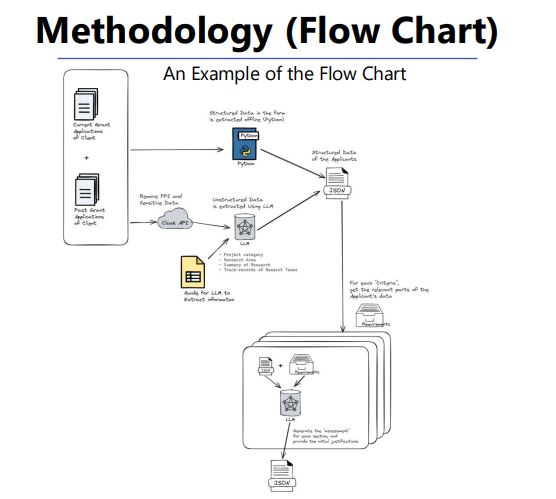 Methodology (Flow Chart)
An Example of the Flow Chart
Current Grant
Applications
of Client
+
Past Grant
Applications
of Client
Structured Data in the form
is extracted offline (Python)
Python
Python
Structured Data
of the Applicants
JSON
Remove PPI and
Sensitive Data
Cloak API
Unstructured Data
is extracted Using LLM
LLM
- Project category
- Research Area
- Summary of Research
- Track-records of Research Teams
Guide for LLM to
Extract Information
For each "criteria",
get the relevant parts of the
Applicant's data
Requirements
JSON
+
Requirements
LLM
Generate the "assessment"
for each section, and
provide the initial justifications.
JSON